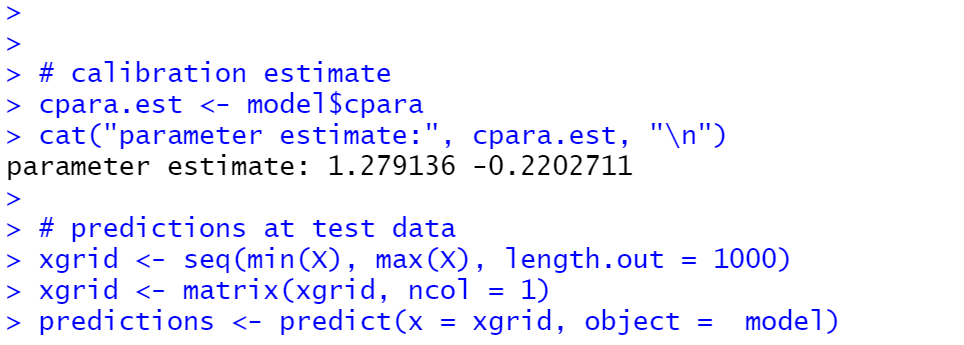 >
>
> # calibration estimate
> cpara.est <- model$cpara
> cat("parameter estimate:", cpara.est, "\n")
parameter estimate: 1.279136 -0.2202711
>
> # predictions at test data
> xgrid <- seq(min(X), max(X), length.out = 1000)
> xgrid <- matrix(xgrid, ncol = 1)
> predictions <- predict(x = xgrid, object =  model)